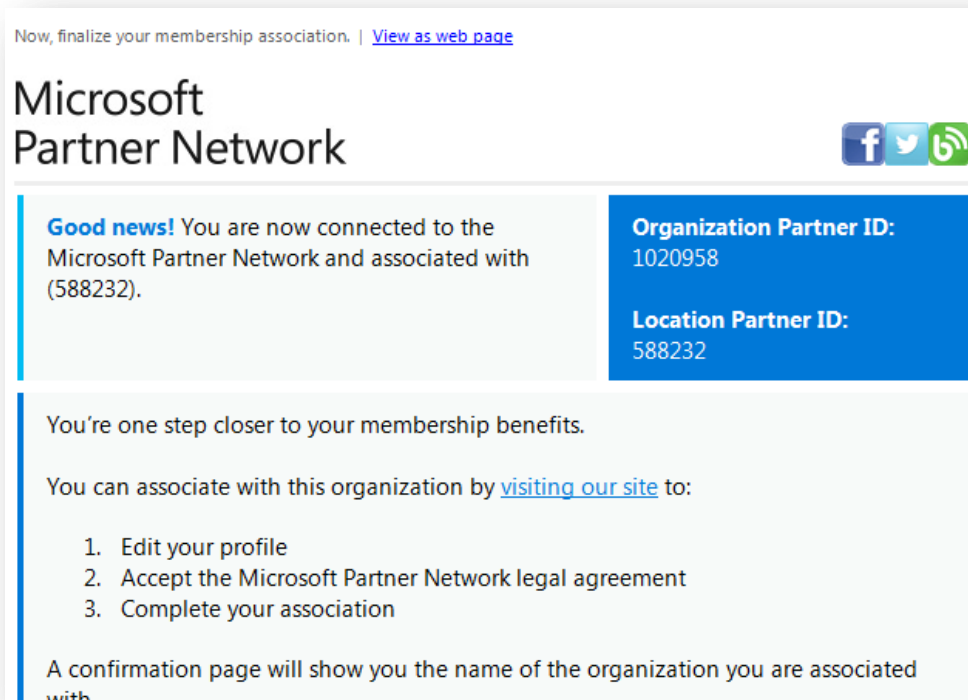 Now, finalize your membership association. | View as web page
Microsoft
Partner Network
Good news! You are now connected to the
Microsoft Partner Network and associated with
(588232).
Organization Partner ID:
1020958
Location Partner ID:
588232
You're one step closer to your membership benefits.
You can associate with this organization by visiting our site to:
1. Edit your profile
2. Accept the Microsoft Partner Network legal agreement
3. Complete your association
A confirmation page will show you the name of the organization you are associated
with